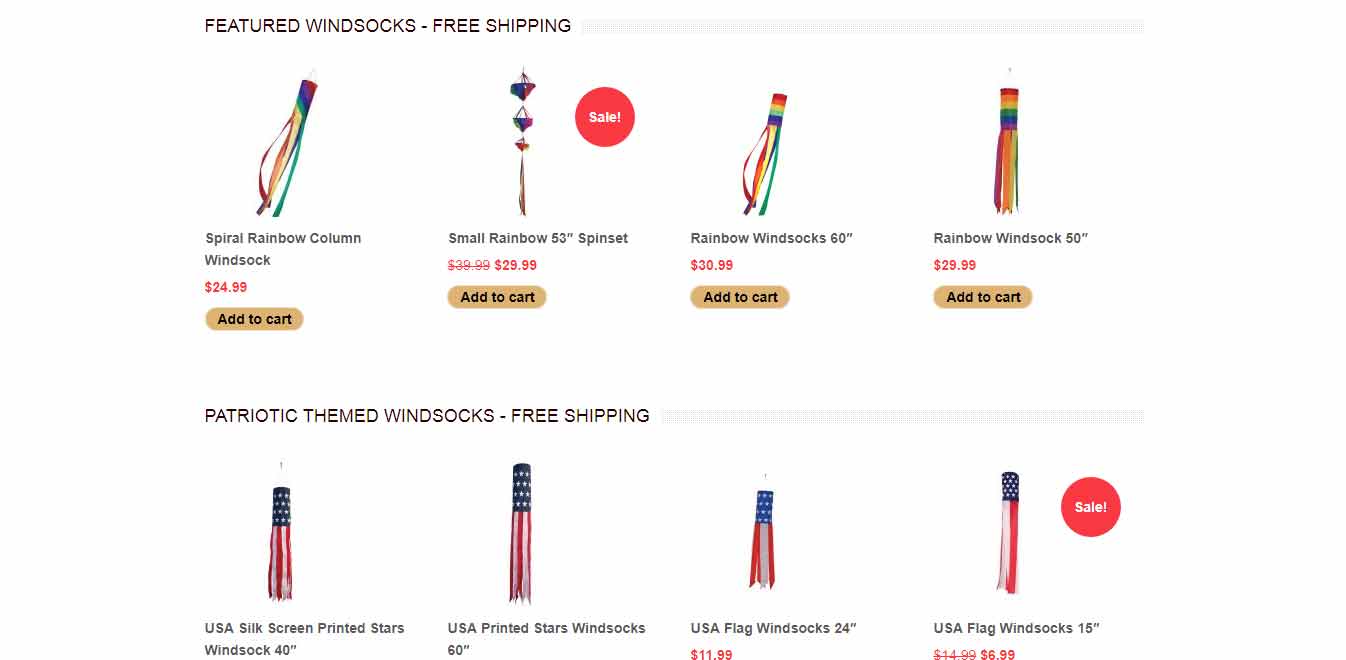 FEATURED WINDSOCKS - FREE SHIPPING
Sale!
Spiral Rainbow Column
Windsock
$24.99
Add to cart
Small Rainbow 53″ Spinset
$39.99 $29.99
Add to cart
Rainbow Windsocks 60″
$30.99
Add to cart
Rainbow Windsock 50″
$29.99
Add to cart
PATRIOTIC THEMED WINDSOCKS - FREE SHIPPING
Sale!
USA Silk Screen Printed Stars
Windsock 40″
USA Printed Stars Windsocks
60″
USA Flag Windsocks 24″
$11.99
USA Flag Windsocks 15″
$14.99 $6.99